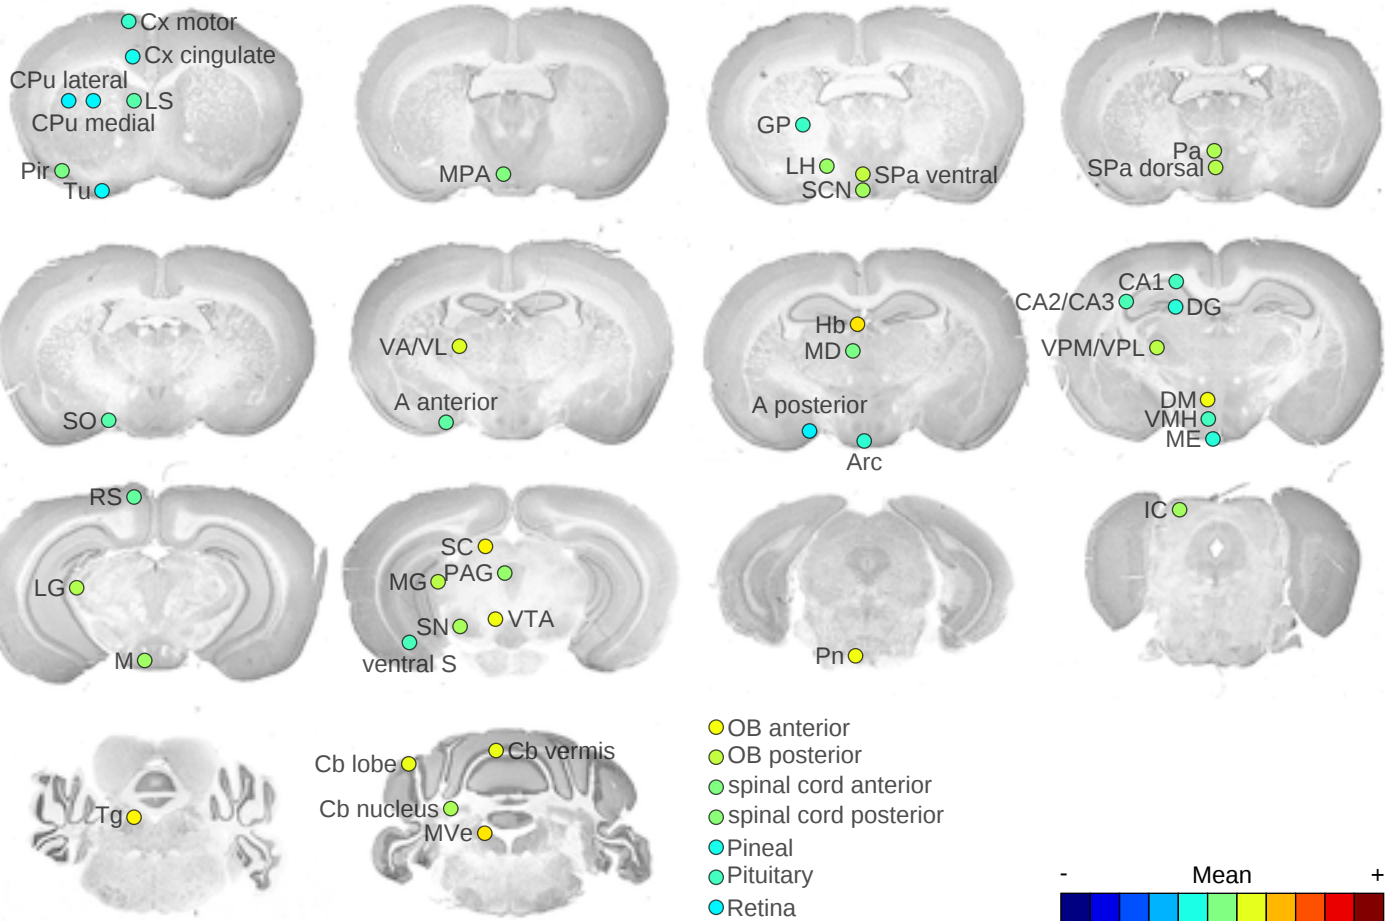 Cx motor
Cx cingulate
CPu lateral
LS
CPu medial
Pir
Tu
MPA
GP
LH
SPa ventral
SCN
Pa
SPa dorsal
SO
VA/VL
A anterior
Hb
MD
A posterior
Arc
CA1
CA2/CA3
DG
VPM/VPL
DM
VMH
ME
RS
LG
M
SC
PAG
MG
VTA
SN
ventral S
Pn
IC
Tg
Cb lobe
Cb vermis
Cb nucleus
MVe
OB anterior
OB posterior
spinal cord anterior
spinal cord posterior
Pineal
Pituitary
Retina
- Mean +